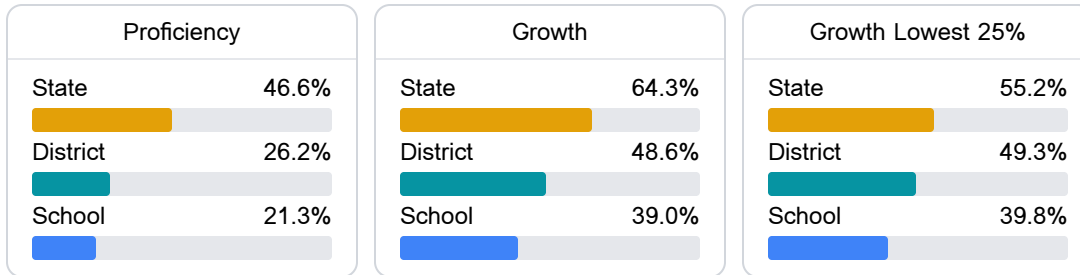 Proficiency
State 46.6%
District 26.2%
School 21.3%
Growth
State 64.3%
District 48.6%
School 39.0%
Growth Lowest 25%
State 55.2%
District 49.3%
School 39.8%